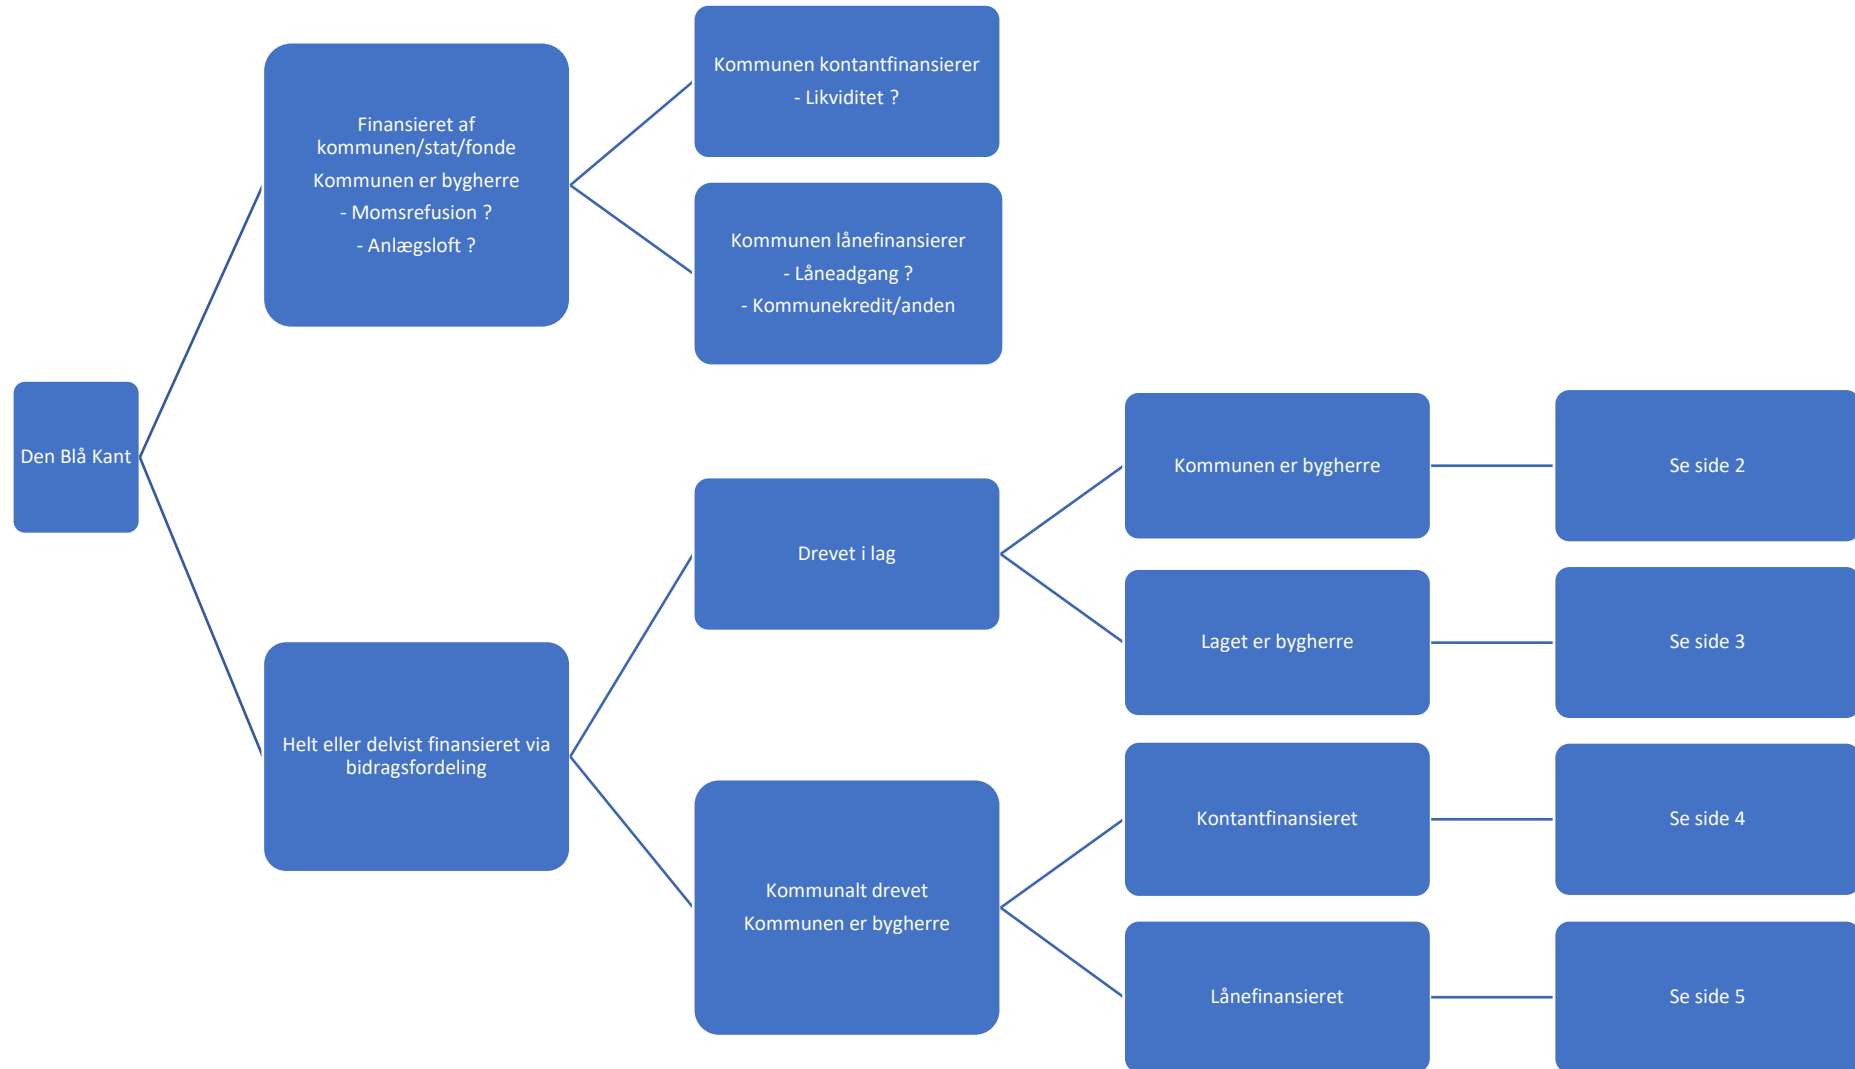 Den Blå Kant
Finansieret af
kommunen/stat/fonde
Kommunen er bygherre
- Momsrefusion ?
- Anlægsloft ?
Kommunen kontantfinansierer
- Likviditet ?
Kommunen lånefinansierer
- Låneadgang ?
- Kommunekredit/anden
Helt eller delvist finansieret via
bidragsfordeling
Drevet i lag
Kommunen er bygherre
Se side 2
Laget er bygherre
Se side 3
Kommunalt drevet
Kommunen er bygherre
Kontantfinansieret
Se side 4
Lånefinansieret
Se side 5